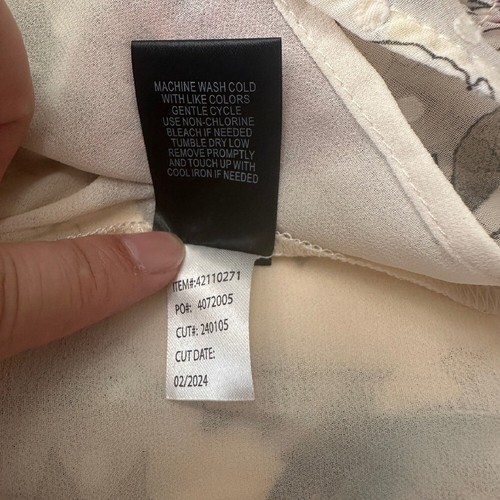 MACHINE WASH COLD
WITH LIKE COLORS
GENTLE CYCLE
USE NON-CHLORINE
BLEACH IF NEEDED
TUMBLE DRY LOW
REMOVE PROMPTLY
AND TOUCH UP WITH
COOL IRON IF NEEDED
ITEM#:42110271
PO#: 4072005
CUT#: 240105
CUT DATE:
02/2024